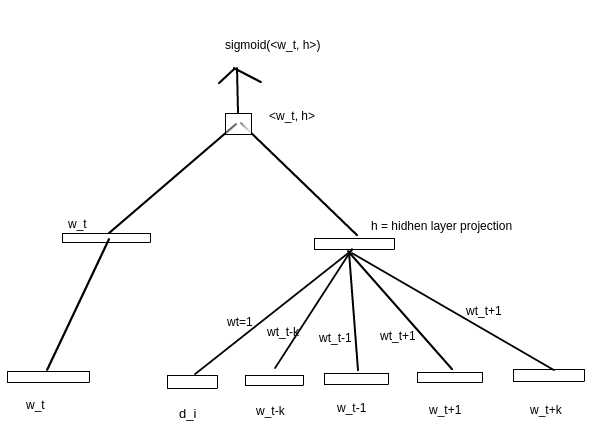 sigmoid(<w_t, h>)
<w_t, h>
w_t
h = hidhen layer projection
wt=1
wt_t-k
wt_t-1
wt_t+1
wt_t+1
w_t
d_i
w_t-k
w_t-1
w_t+1
w_t+k